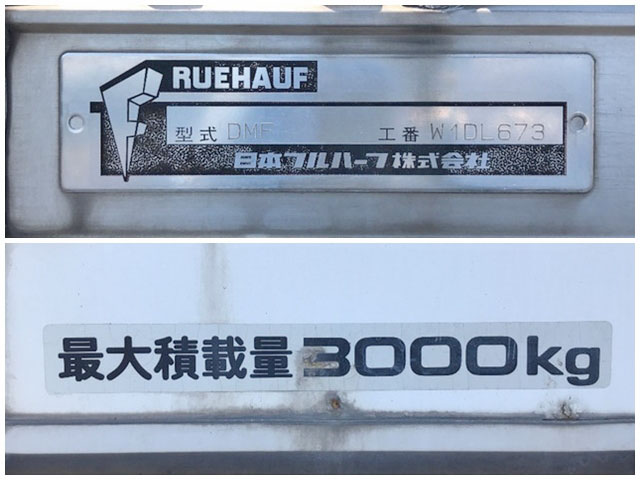 FRUEHAUF
型式 DMF 工番 W1DL673
日本フルハーフ株式会社
最大積載量 3000kg